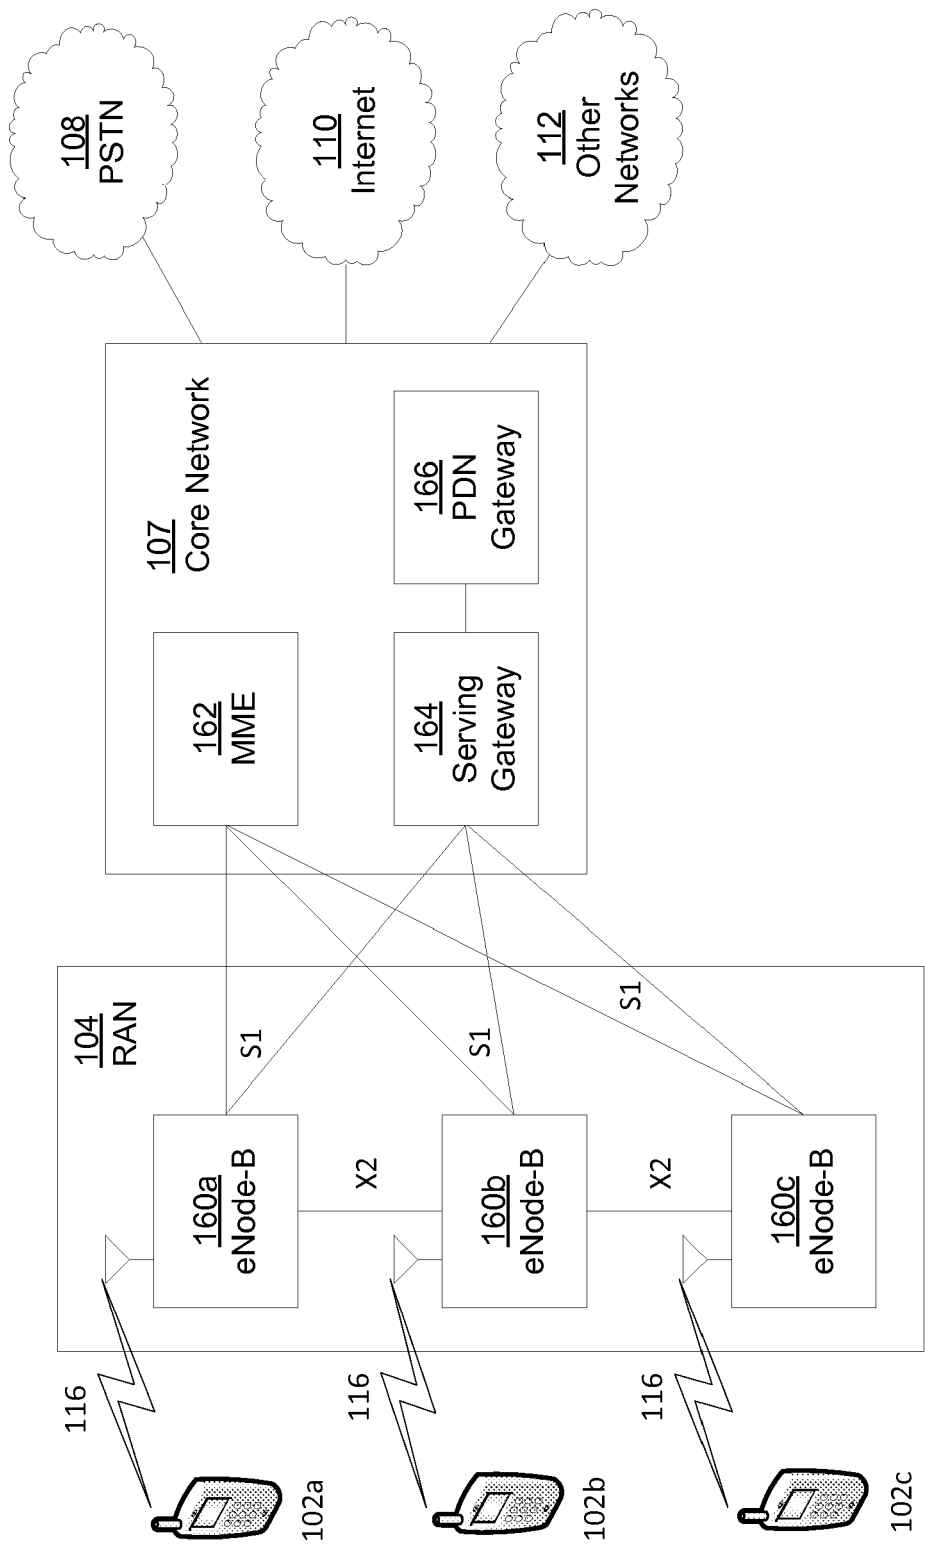 102a
116
160a
eNode-B
104
RAN
S1
X2
102b
116
160b
eNode-B
S1
X2
102c
116
160c
eNode-B
S1
107
Core Network
162
MME
164
Serving
Gateway
166
PDN
Gateway
108
PSTN
110
Internet
112
Other
Networks